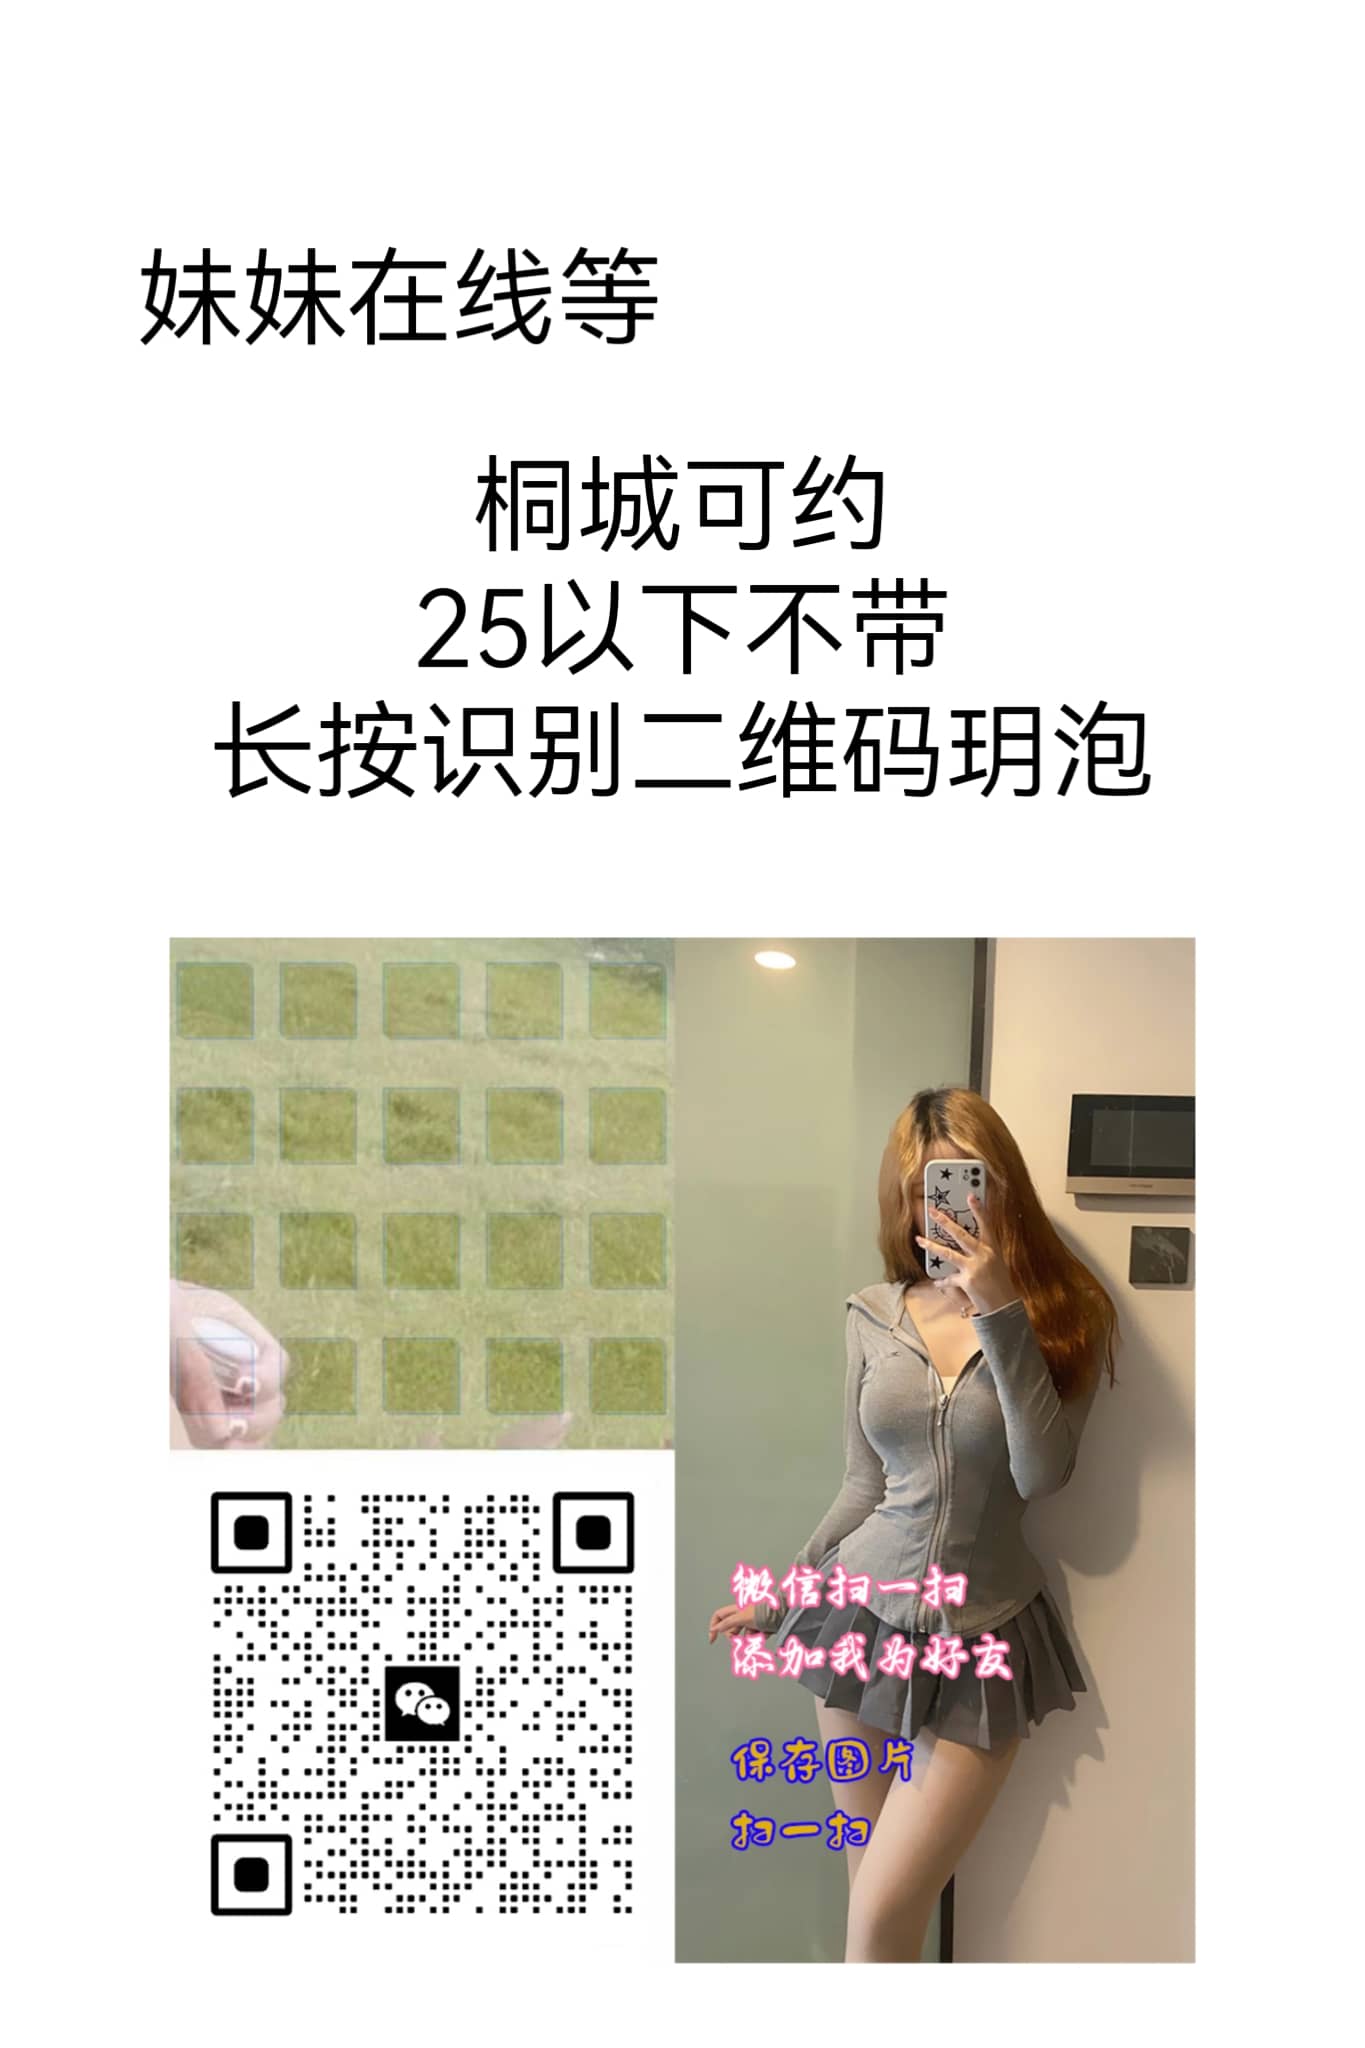 妹妹在线等
桐城可约
25以下不带
长按识别二维码玥泡
微信扫一扫
添加我为好友
保存图片
扫一扫